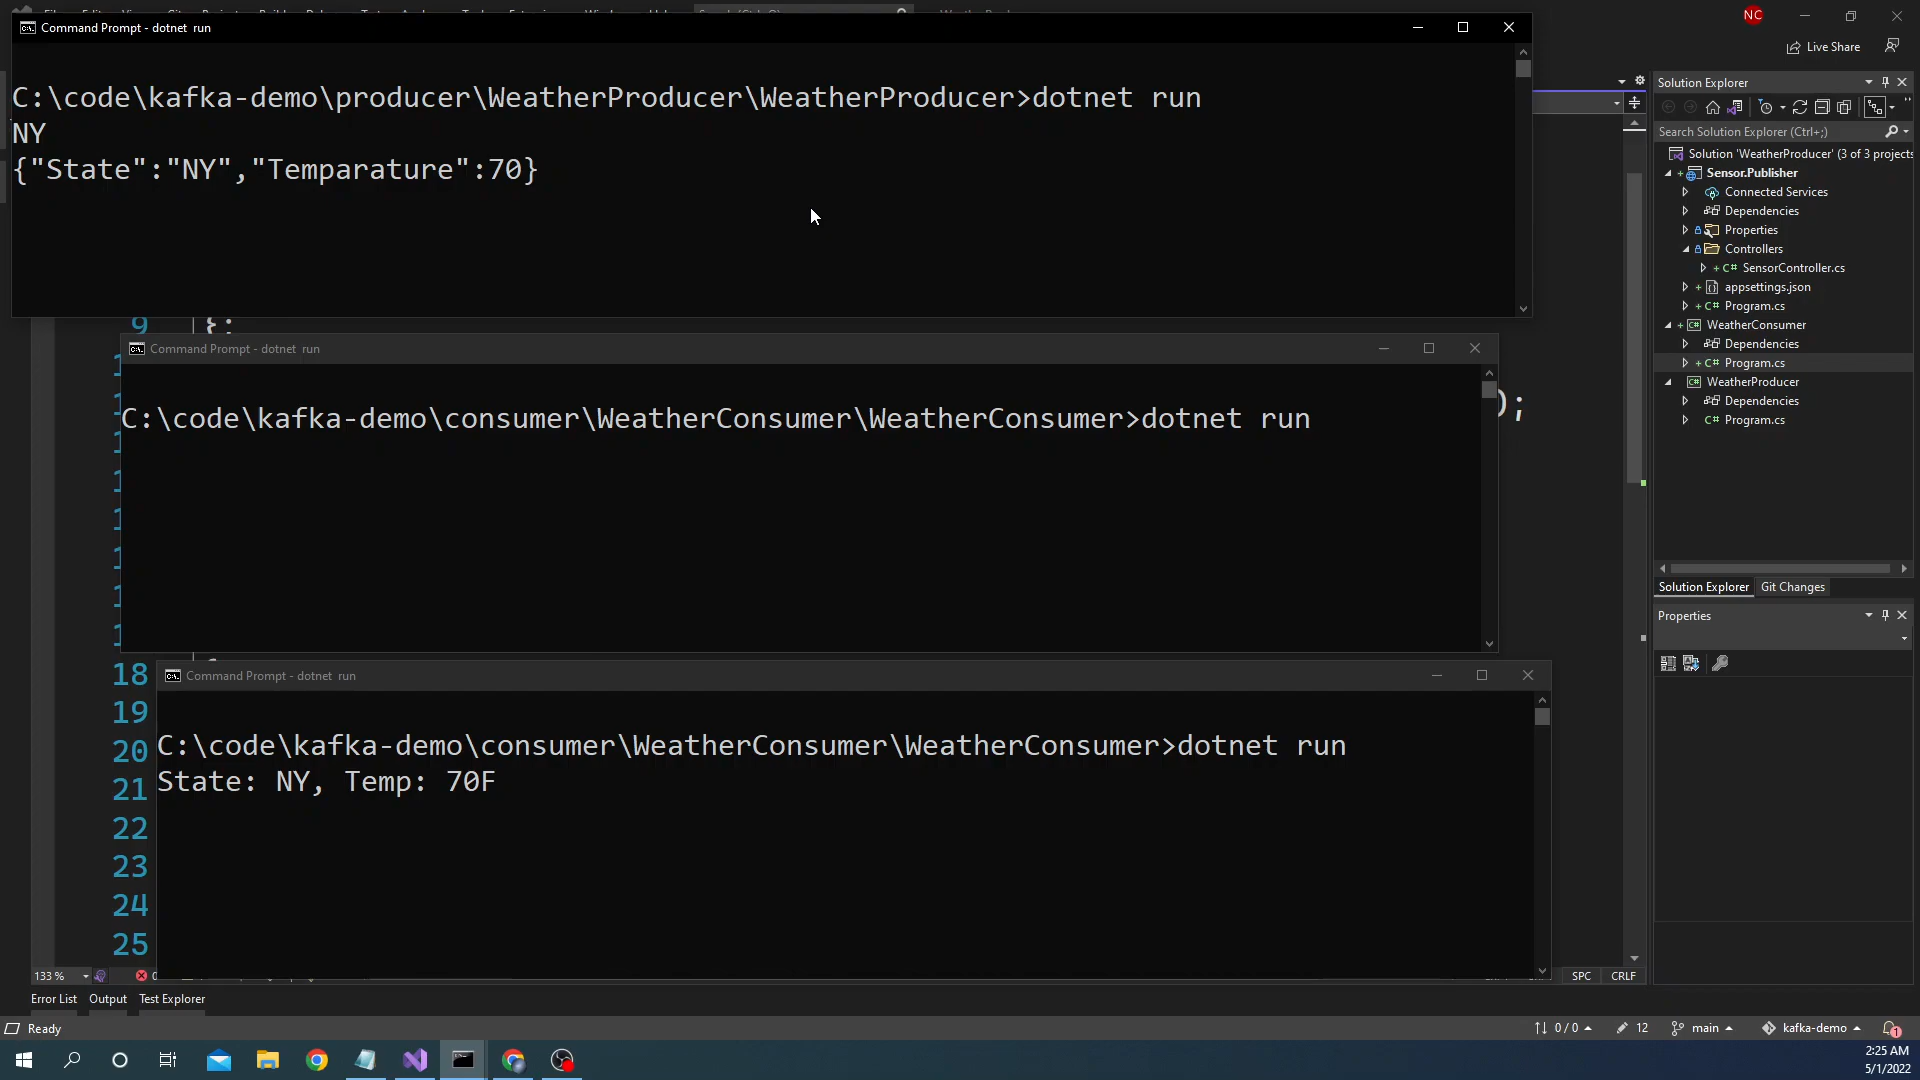 Command Prompt - dotnet run
NC
Live Share
C:\code\kafka-demo\producer\WeatherProducer\WeatherProducer>dotnet run
NY
{"State":"NY","Temparature":70}
Solution Explorer
Search Solution Explorer (Ctrl+;)
Solution 'WeatherProducer' (3 of 3 projects
Sensor.Publisher
Connected Services
Dependencies
Properties
Controllers
C# SensorController.cs
appsettings.json
C# Program.cs
WeatherConsumer
Dependencies
C# Program.cs
WeatherProducer
Dependencies
C# Program.cs
9 };
Command Prompt - dotnet run
C:\code\kafka-demo\consumer\WeatherConsumer\WeatherConsumer>dotnet run
);
Solution Explorer Git Changes
Properties
Command Prompt - dotnet run
C:\code\kafka-demo\consumer\WeatherConsumer\WeatherConsumer>dotnet run
State: NY, Temp: 70F
18
19
20
21
22
23
24
25
133 %
0
SPC CRLF
Error List Output Test Explorer
Ready
0 / 0
12
main
kafka-demo
1
2:25 AM
5/1/2022